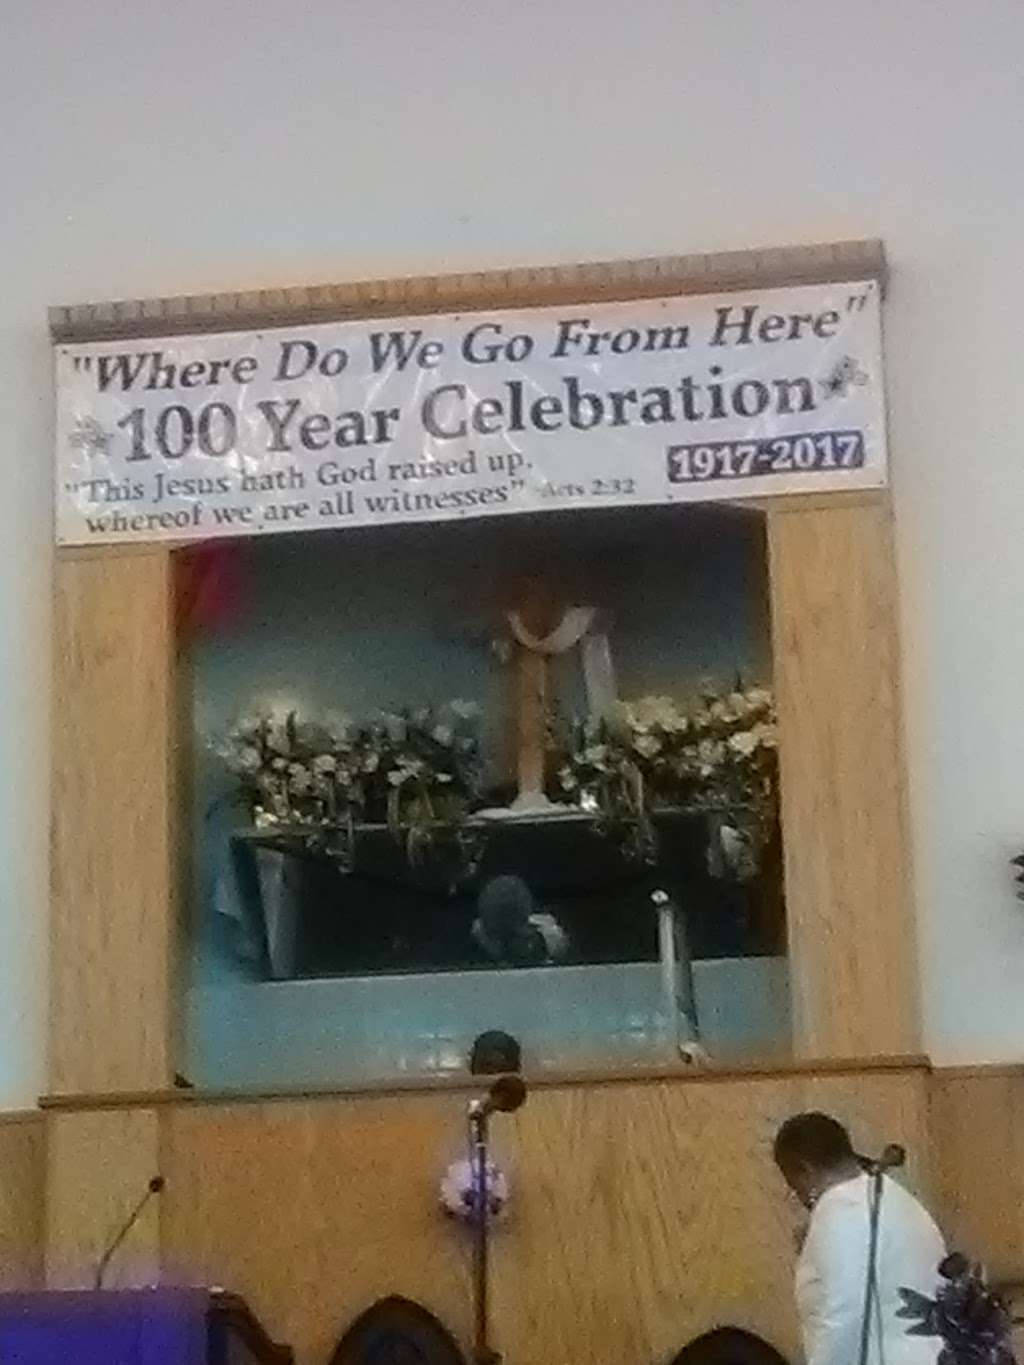 "Where Do We Go From Here"
100 Year Celebration
"This Jesus hath God raised up,
whereof we are all witnesses" -Acts 2:32
1917-2017